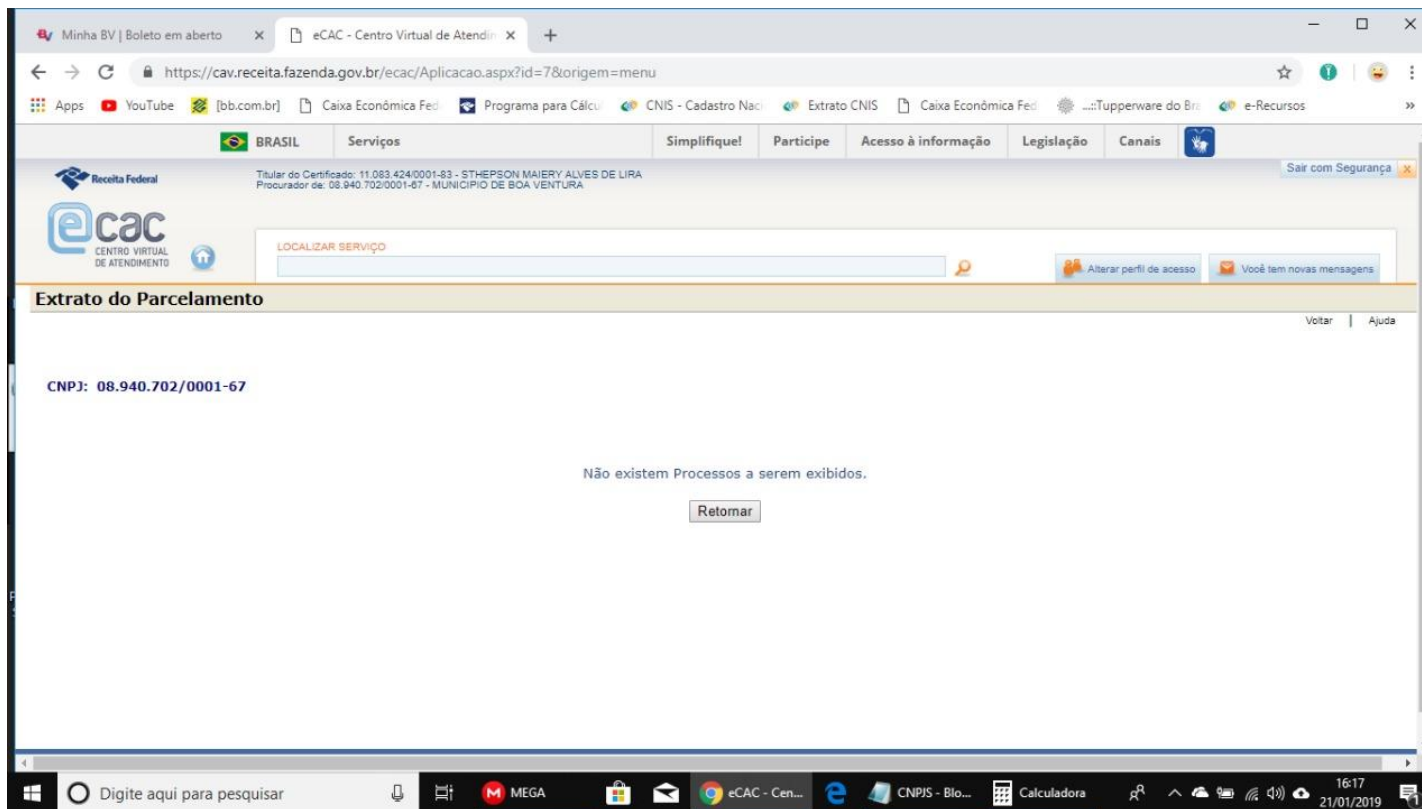 Minha BV | Boleto em aberto
eCAC - Centro Virtual de Atendin
https://cav.receita.fazenda.gov.br/ecac/Aplicacao.aspx?id=7&origem=menu
Apps YouTube [bb.com.br] Caixa Econômica Fed Programa para Cálcu CNIS - Cadastro Naci Extrato CNIS Caixa Econômica Fed ...::Tupperware do Bra e-Recursos »
BRASIL Serviços Simplifique! Participe Acesso à informação Legislação Canais
Receita Federal
Titular do Certificado: 11.083.424/0001-83 - STHEPSON MAIERY ALVES DE LIRA
Procurador de: 08.940.702/0001-67 - MUNICIPIO DE BOA VENTURA
Sair com Segurança X
ecac
CENTRO VIRTUAL
DE ATENDIMENTO
LOCALIZAR SERVIÇO
Alterar perfil de acesso
Você tem novas mensagens
Extrato do Parcelamento
Voltar | Ajuda
CNPJ: 08.940.702/0001-67
Não existem Processos a serem exibidos.
Retornar
Digite aqui para pesquisar
M MEGA
eCAC - Cen...
CNPJS - Blo...
Calculadora
16:17
21/01/2019